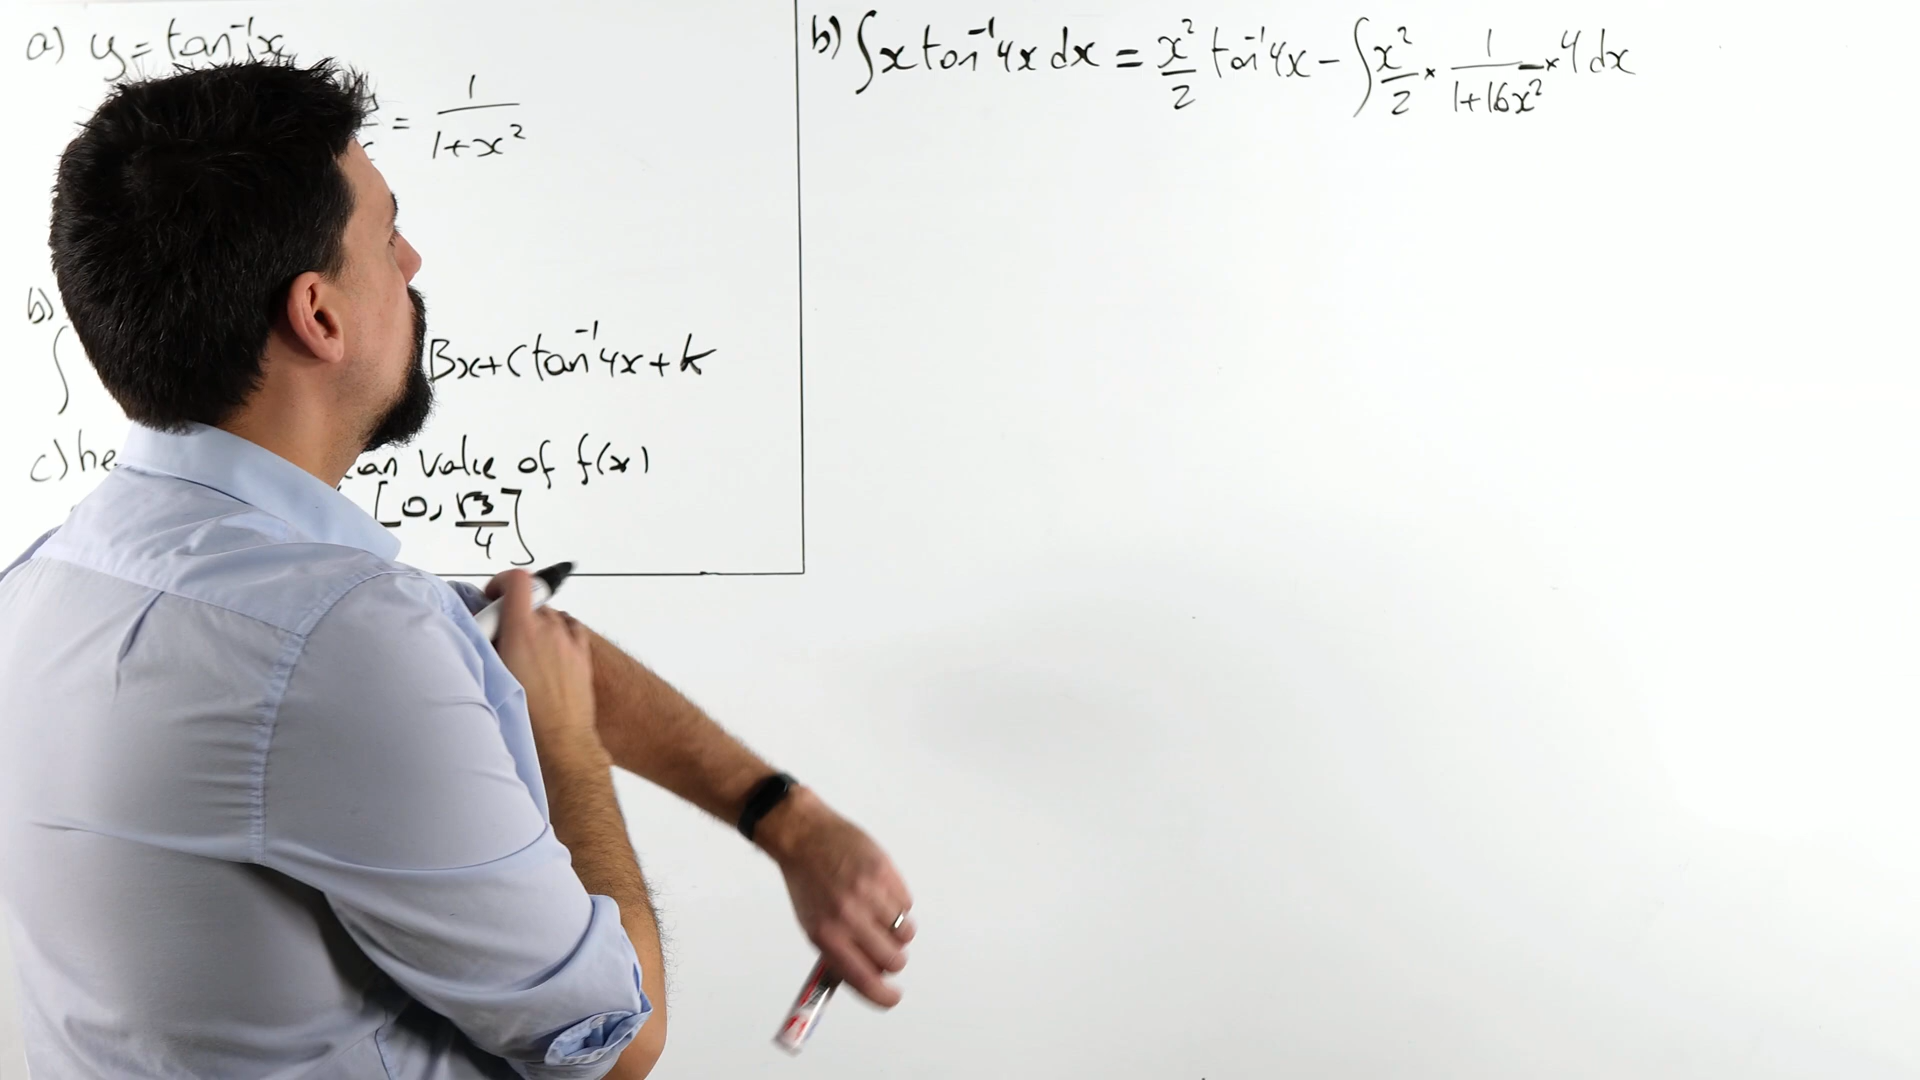 a) y = tan⁻¹x
= 1/(1+x²)
b)
∫ Bx + C tan⁻¹4x + k
c) he an value of f(x)
[0, √3/4]
b) ∫ x tan⁻¹4x dx = x²/2 tan⁻¹4x - ∫ x²/2 × 1/(1+16x²) × 4 dx